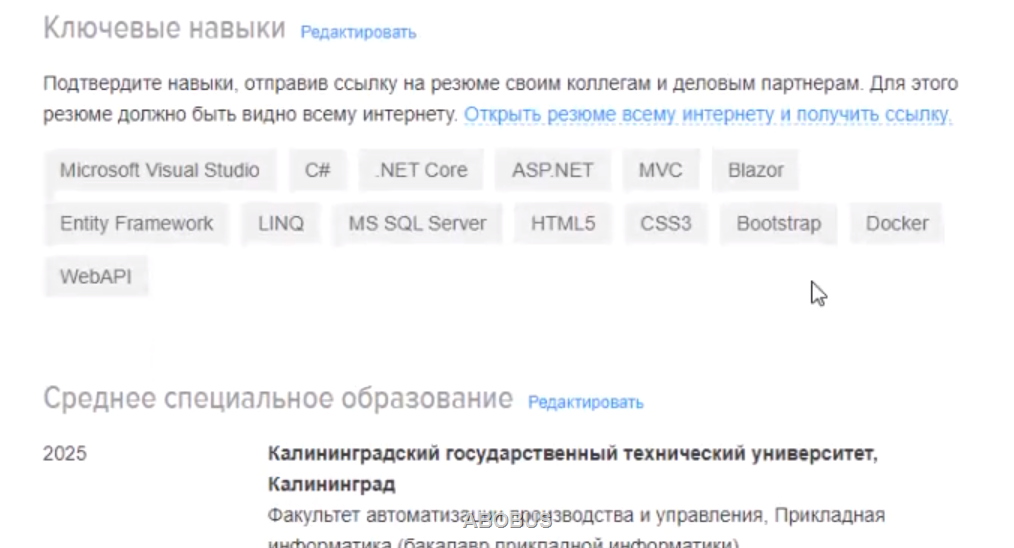 Ключевые навыки Редактировать
Подтвердите навыки, отправив ссылку на резюме своим коллегам и деловым партнерам. Для этого
резюме должно быть видно всему интернету. Открыть резюме всему интернету и получить ссылку.
Microsoft Visual Studio C# .NET Core ASP.NET MVC Blazor
Entity Framework LINQ MS SQL Server HTML5 CSS3 Bootstrap Docker
WebAPI
Среднее специальное образование Редактировать
2025 Калининградский государственный технический университет,
Калининград
Факультет автоматизации производства и управления, Прикладная
ABOBUS
информатика (бакалавр прикладной информатики)